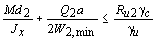 Md₂/Jₓ + Q₂a/2W₂,min ≤ Rᵤ₂γc/γu